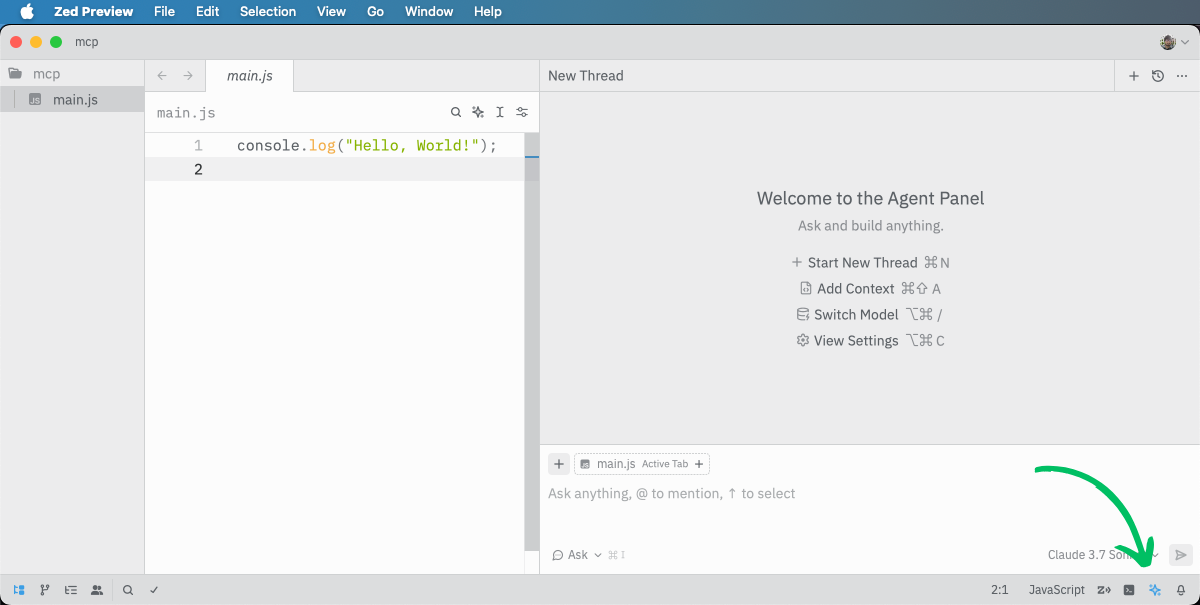 Zed Preview File Edit Selection View Go Window Help
mcp
mcp
main.js
main.js
main.js
1 console.log("Hello, World!");
2
New Thread
Welcome to the Agent Panel
Ask and build anything.
+ Start New Thread ⌘N
Add Context ⌘⇧A
Switch Model ⌥⌘/
View Settings ⌥⌘C
+ main.js Active Tab +
Ask anything, @ to mention, ↑ to select
Ask ⌘I
Claude 3.7
2:1 JavaScript